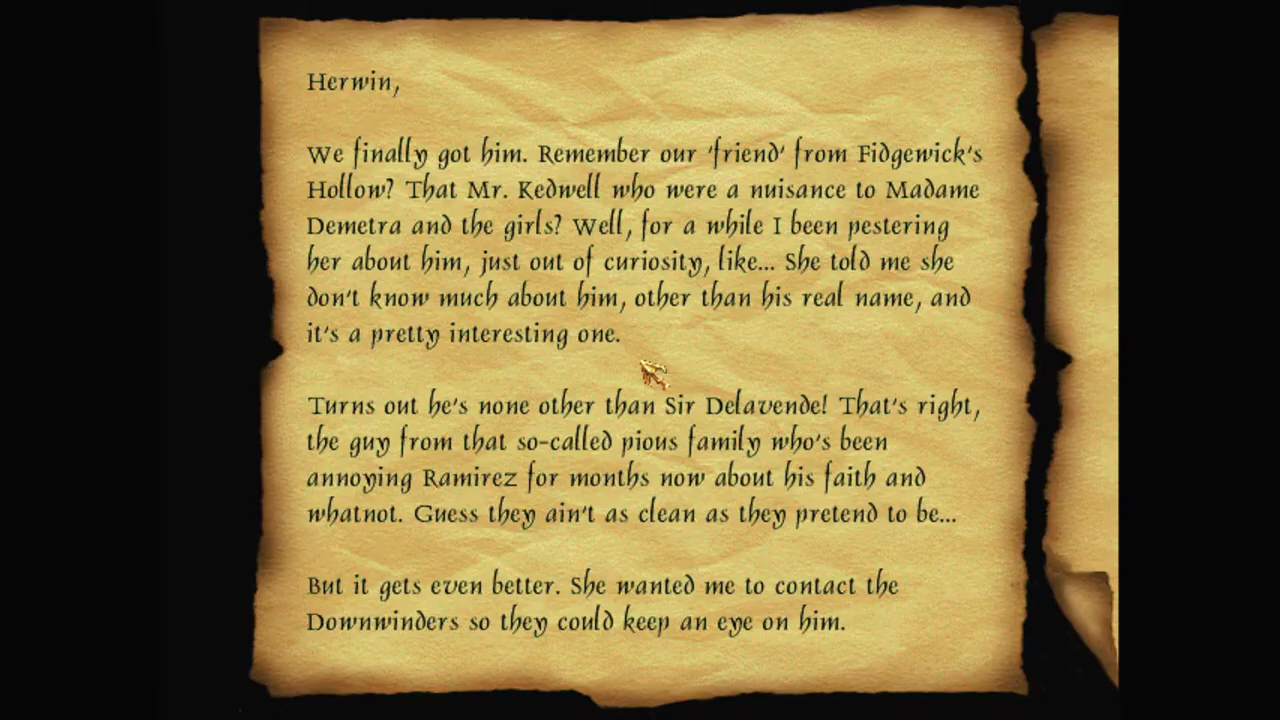 Herwin,
We finally got him. Remember our 'friend' from Fidgewick's
Hollow? That Mr. Kedwell who were a nuisance to Madame
Demetra and the girls? Well, for a while I been pestering
her about him, just out of curiosity, like... She told me she
don't know much about him, other than his real name, and
it's a pretty interesting one.
Turns out he's none other than Sir Delavende! That's right,
the guy from that so-called pious family who's been
annoying Ramirez for months now about his faith and
whatnot. Guess they ain't as clean as they pretend to be...
But it gets even better. She wanted me to contact the
Downwinders so they could keep an eye on him.